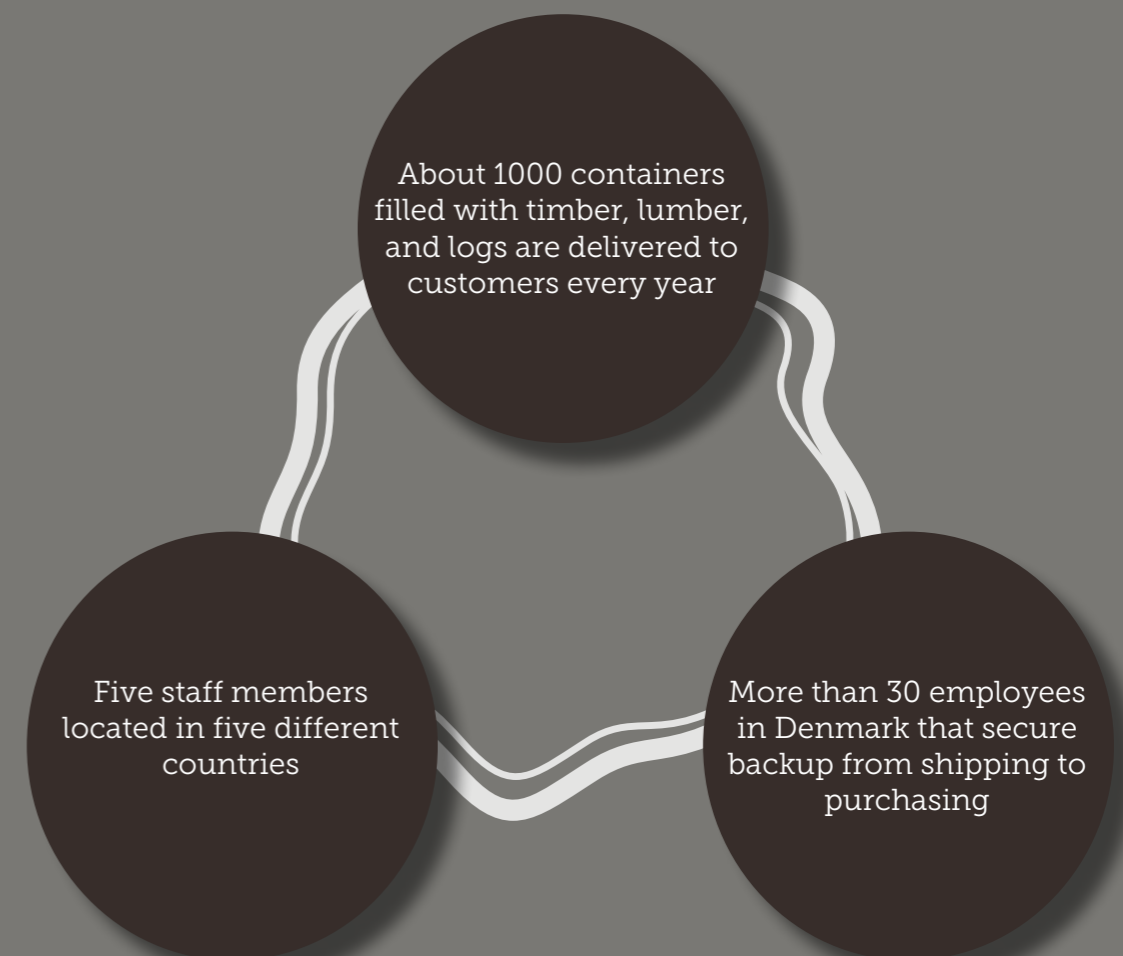 About 1000 containers
filled with timber, lumber,
and logs are delivered to
customers every year
Five staff members
located in five different
countries
More than 30 employees
in Denmark that secure
backup from shipping to
purchasing